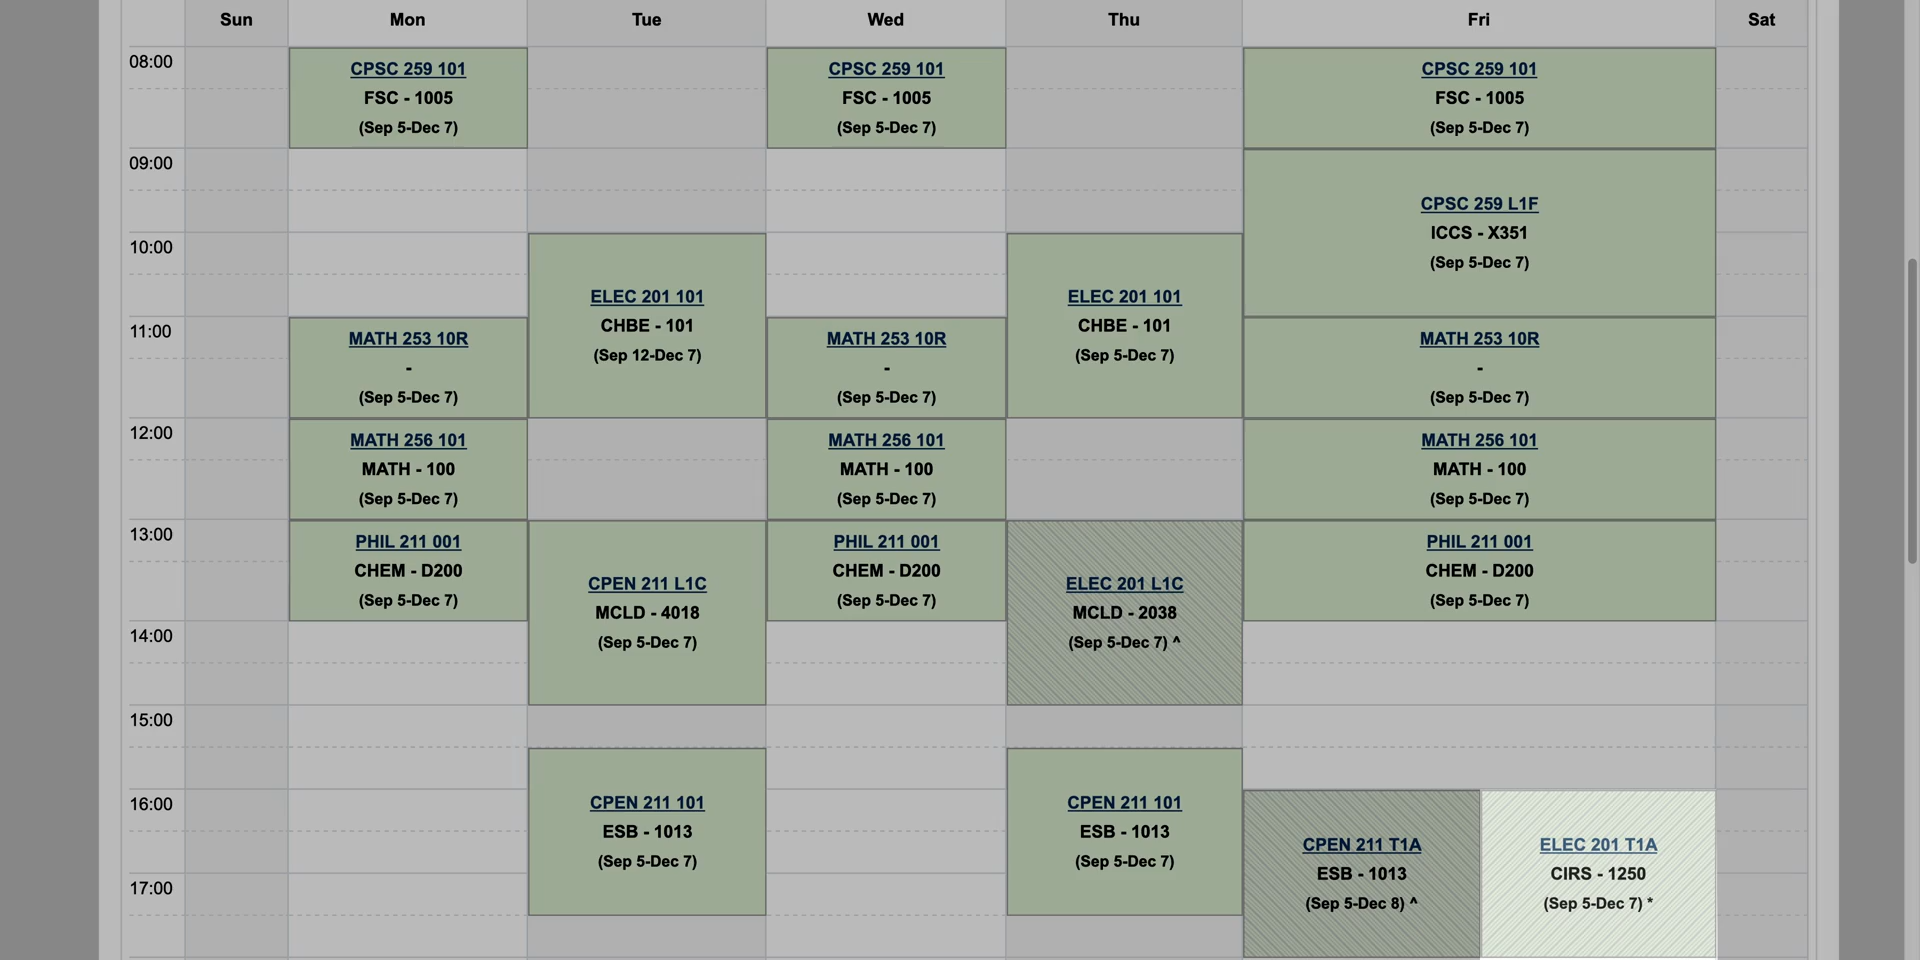 Sun Mon Tue Wed Thu Fri Sat
08:00
CPSC 259 101
FSC - 1005
(Sep 5-Dec 7)
CPSC 259 101
FSC - 1005
(Sep 5-Dec 7)
CPSC 259 101
FSC - 1005
(Sep 5-Dec 7)
09:00
CPSC 259 L1F
ICCS - X351
(Sep 5-Dec 7)
10:00
ELEC 201 101
CHBE - 101
(Sep 12-Dec 7)
ELEC 201 101
CHBE - 101
(Sep 5-Dec 7)
11:00
MATH 253 10R
-
(Sep 5-Dec 7)
MATH 253 10R
-
(Sep 5-Dec 7)
MATH 253 10R
-
(Sep 5-Dec 7)
12:00
MATH 256 101
MATH - 100
(Sep 5-Dec 7)
MATH 256 101
MATH - 100
(Sep 5-Dec 7)
MATH 256 101
MATH - 100
(Sep 5-Dec 7)
13:00
PHIL 211 001
CHEM - D200
(Sep 5-Dec 7)
CPEN 211 L1C
MCLD - 4018
(Sep 5-Dec 7)
PHIL 211 001
CHEM - D200
(Sep 5-Dec 7)
ELEC 201 L1C
MCLD - 2038
(Sep 5-Dec 7) ^
PHIL 211 001
CHEM - D200
(Sep 5-Dec 7)
14:00
15:00
CPEN 211 101
ESB - 1013
(Sep 5-Dec 7)
CPEN 211 101
ESB - 1013
(Sep 5-Dec 7)
16:00
CPEN 211 T1A
ESB - 1013
(Sep 5-Dec 8) ^
ELEC 201 T1A
CIRS - 1250
(Sep 5-Dec 7) *
17:00